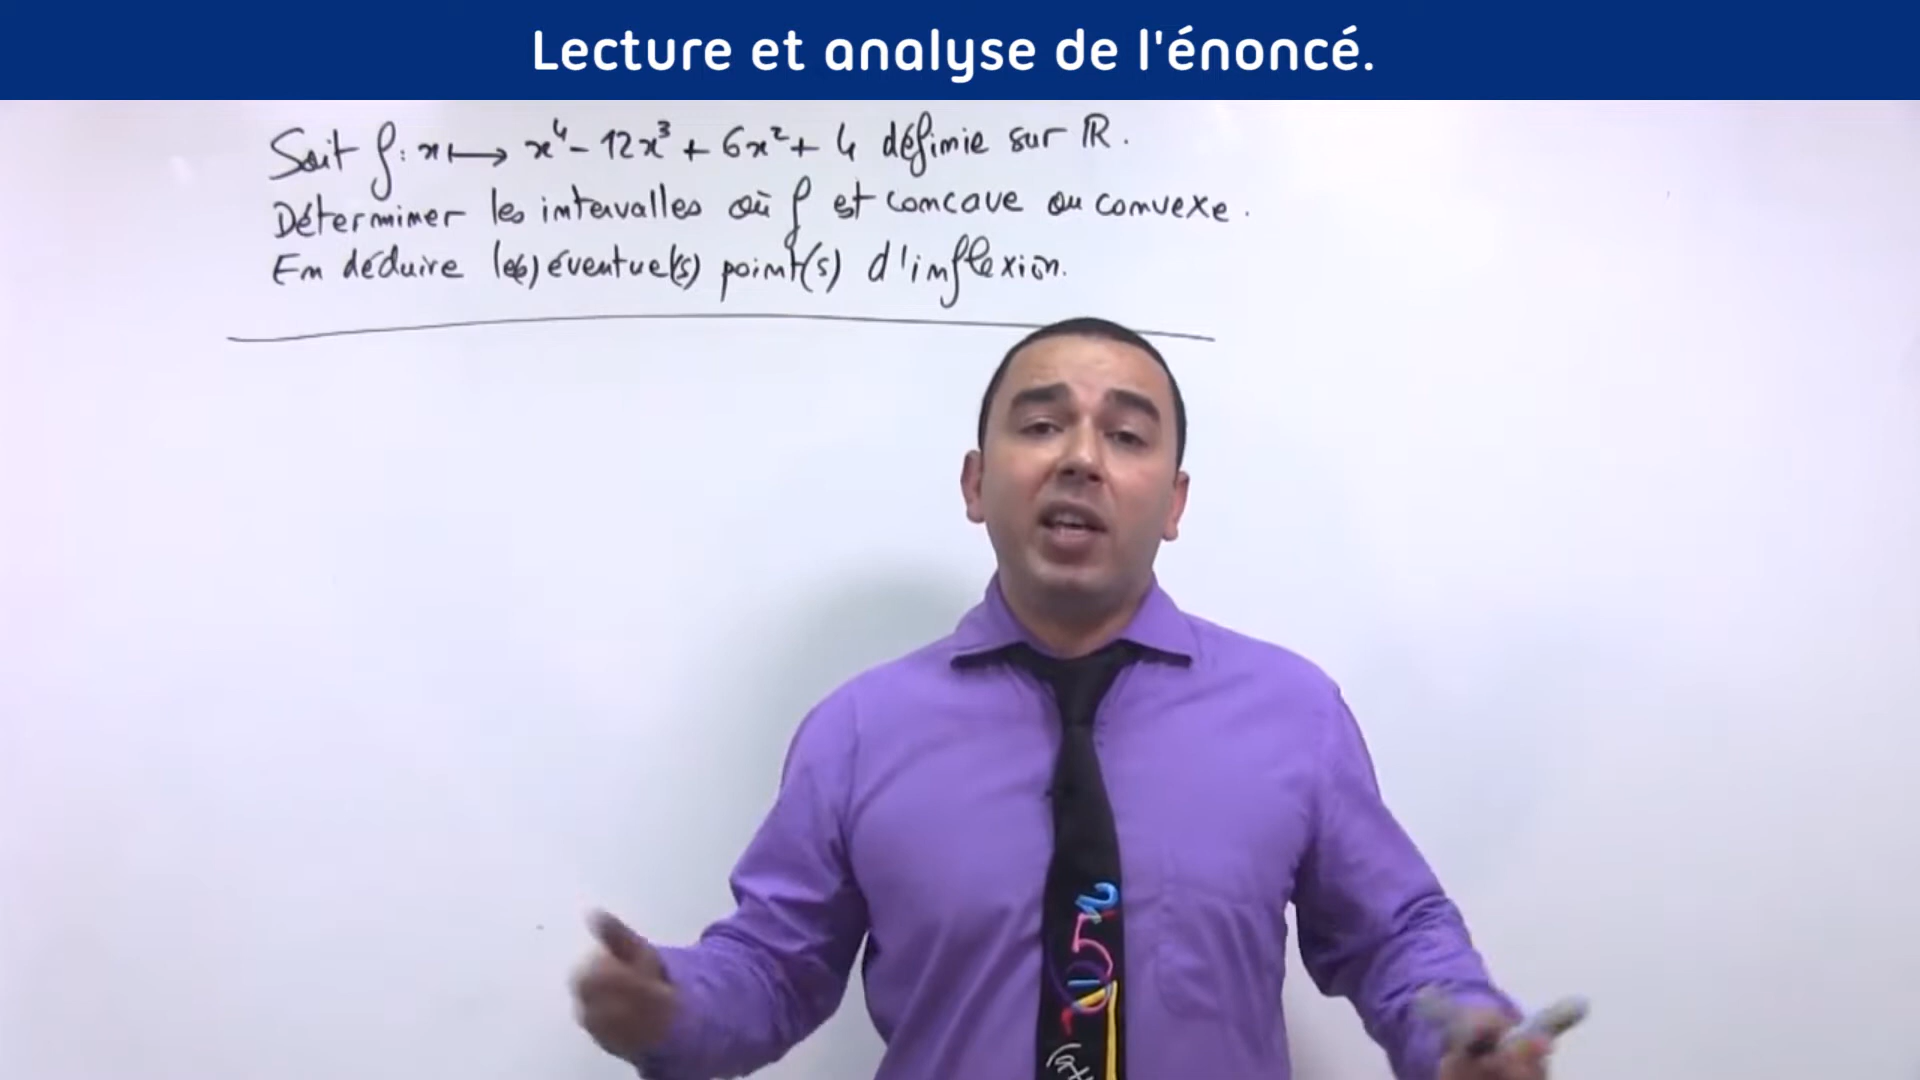 Lecture et analyse de l'énoncé.
Soit f : x ⟼ x⁴ - 12x³ + 6x² + 4 définie sur ℝ.
Déterminer les intervalles où f est concave ou convexe.
En déduire le(s) éventuel(s) point(s) d'inflexion.